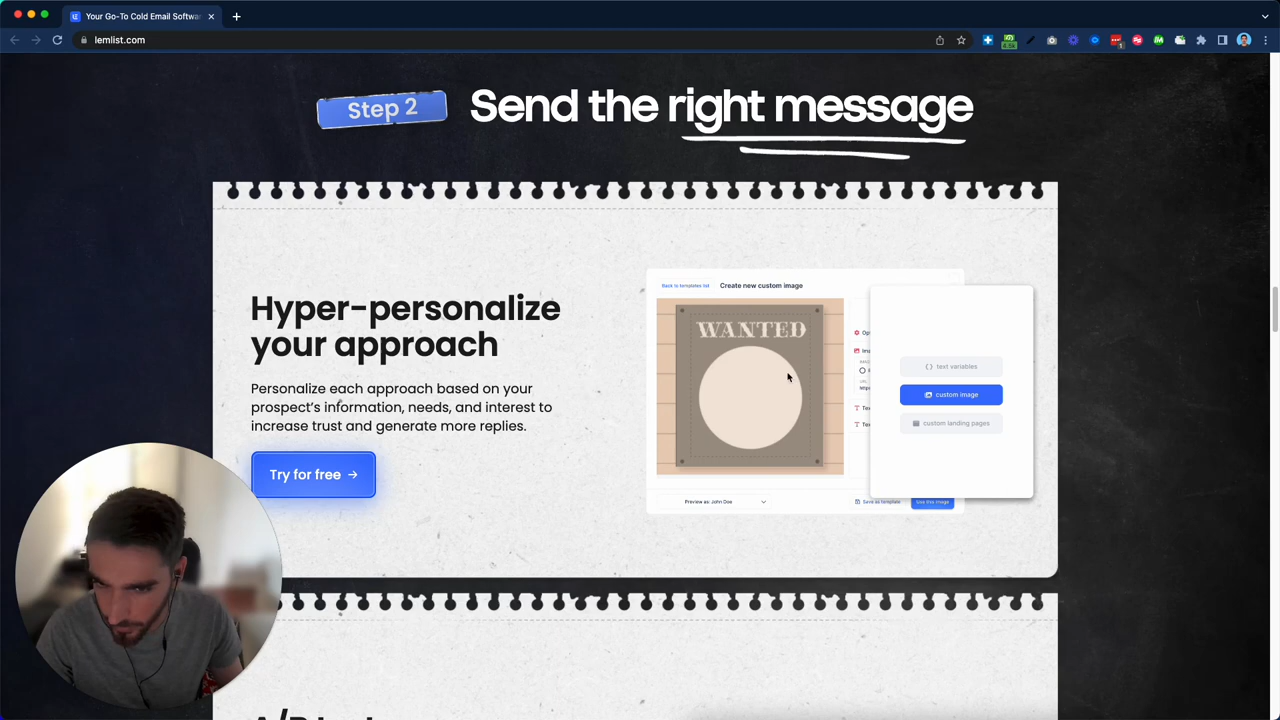 Your Go-To Cold Email Softwa
lemlist.com
Step 2
Send the right message
Hyper-personalize
your approach
Personalize each approach based on your
prospect's information, needs, and interest to
increase trust and generate more replies.
Try for free →
Back to templates list
Create new custom image
WANTED
text variables
custom image
custom landing pages
Preview as: John Doe
Save as template
Use this image